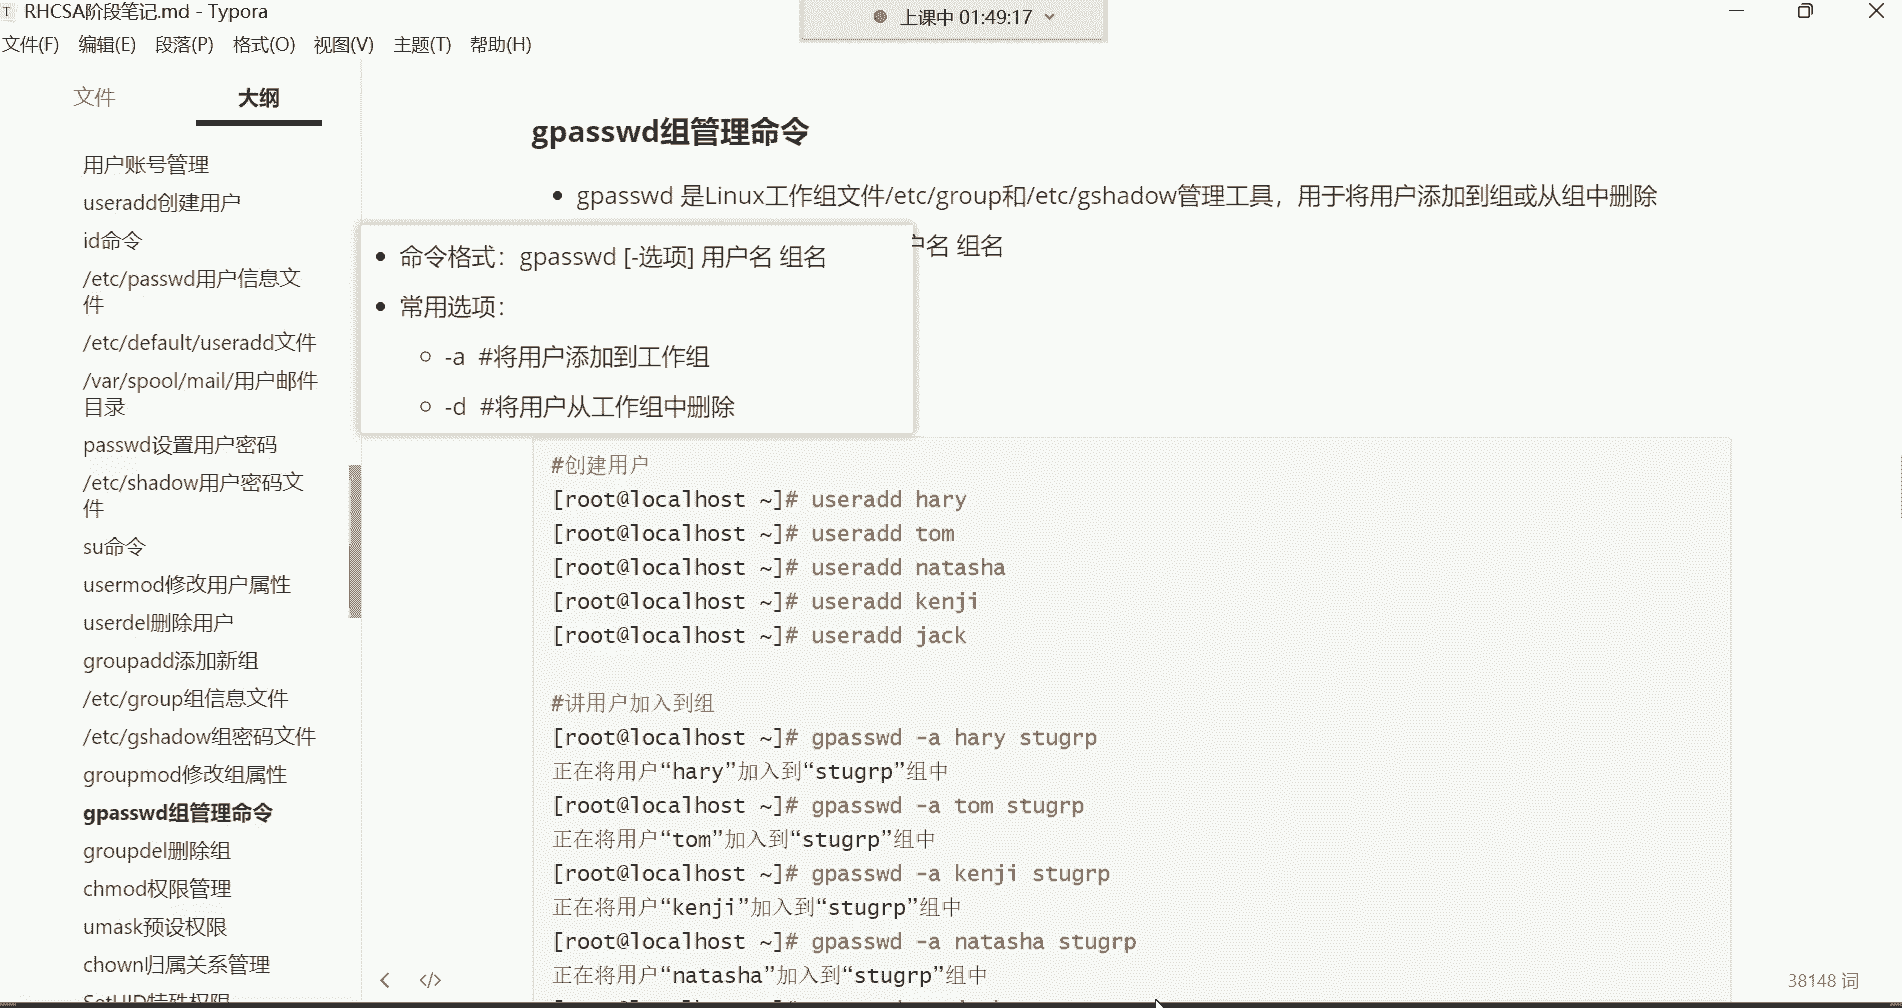 RHCSA阶段笔记.md - Typora
上课中 01:49:17
文件(F) 编辑(E) 段落(P) 格式(O) 视图(V) 主题(T) 帮助(H)
文件 大纲
用户账号管理
useradd创建用户
id命令
/etc/passwd用户信息文
件
/etc/default/useradd文件
/var/spool/mail/用户邮件
目录
passwd设置用户密码
/etc/shadow用户密码文
件
su命令
usermod修改用户属性
userdel删除用户
groupadd添加新组
/etc/group组信息文件
/etc/gshadow组密码文件
groupmod修改组属性
gpasswd组管理命令
groupdel删除组
chmod权限管理
umask预设权限
chown归属关系管理
SetUID特殊权限
gpasswd组管理命令
gpasswd 是Linux工作组文件/etc/group和/etc/gshadow管理工具，用于将用户添加到组或从组中删除
户名 组名
命令格式：gpasswd [-选项] 用户名 组名
常用选项：
-a #将用户添加到工作组
-d #将用户从工作组中删除
#创建用户
[root@localhost ~]# useradd hary
[root@localhost ~]# useradd tom
[root@localhost ~]# useradd natasha
[root@localhost ~]# useradd kenji
[root@localhost ~]# useradd jack
#讲用户加入到组
[root@localhost ~]# gpasswd -a hary stugrp
正在将用户“hary”加入到“stugrp”组中
[root@localhost ~]# gpasswd -a tom stugrp
正在将用户“tom”加入到“stugrp”组中
[root@localhost ~]# gpasswd -a kenji stugrp
正在将用户“kenji”加入到“stugrp”组中
[root@localhost ~]# gpasswd -a natasha stugrp
正在将用户“natasha”加入到“stugrp”组中
38148 词